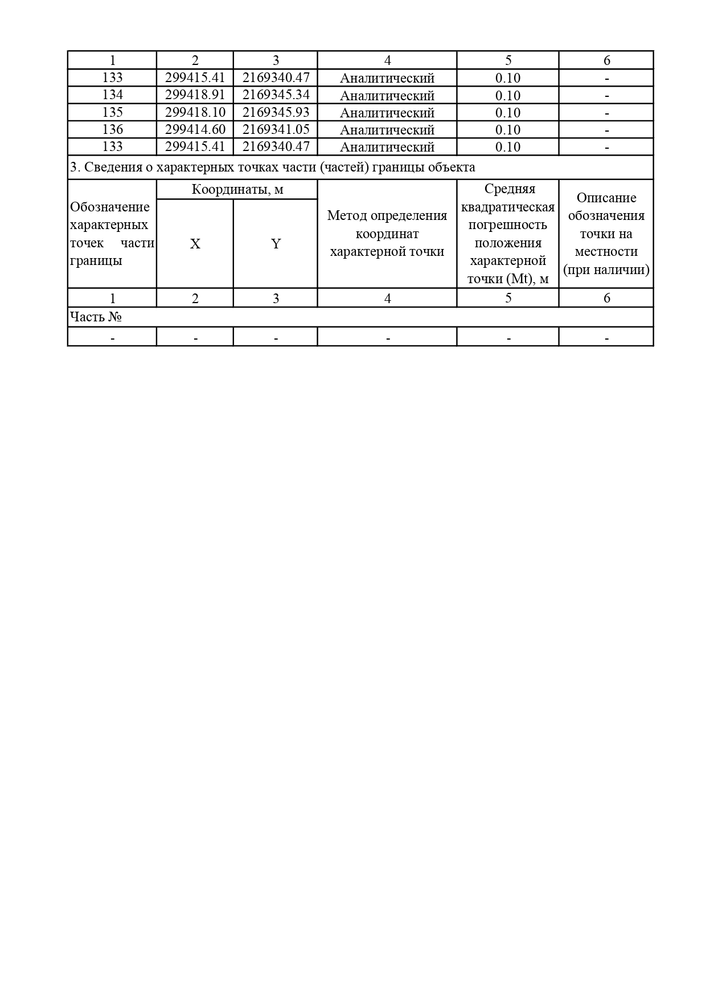 1 2 3 4 5 6
133 299415.41 2169340.47 Аналитический 0.10 -
134 299418.91 2169345.34 Аналитический 0.10 -
135 299418.10 2169345.93 Аналитический 0.10 -
136 299414.60 2169341.05 Аналитический 0.10 -
133 299415.41 2169340.47 Аналитический 0.10 -
3. Сведения о характерных точках части (частей) границы объекта
Обозначение
характерных
точек части
границы
Координаты, м
X Y
Метод определения
координат
характерной точки
Средняя
квадратическая
погрешность
положения
характерной
точки (Mt), м
Описание
обозначения
точки на
местности
(при наличии)
1 2 3 4 5 6
Часть №
- - - - - -